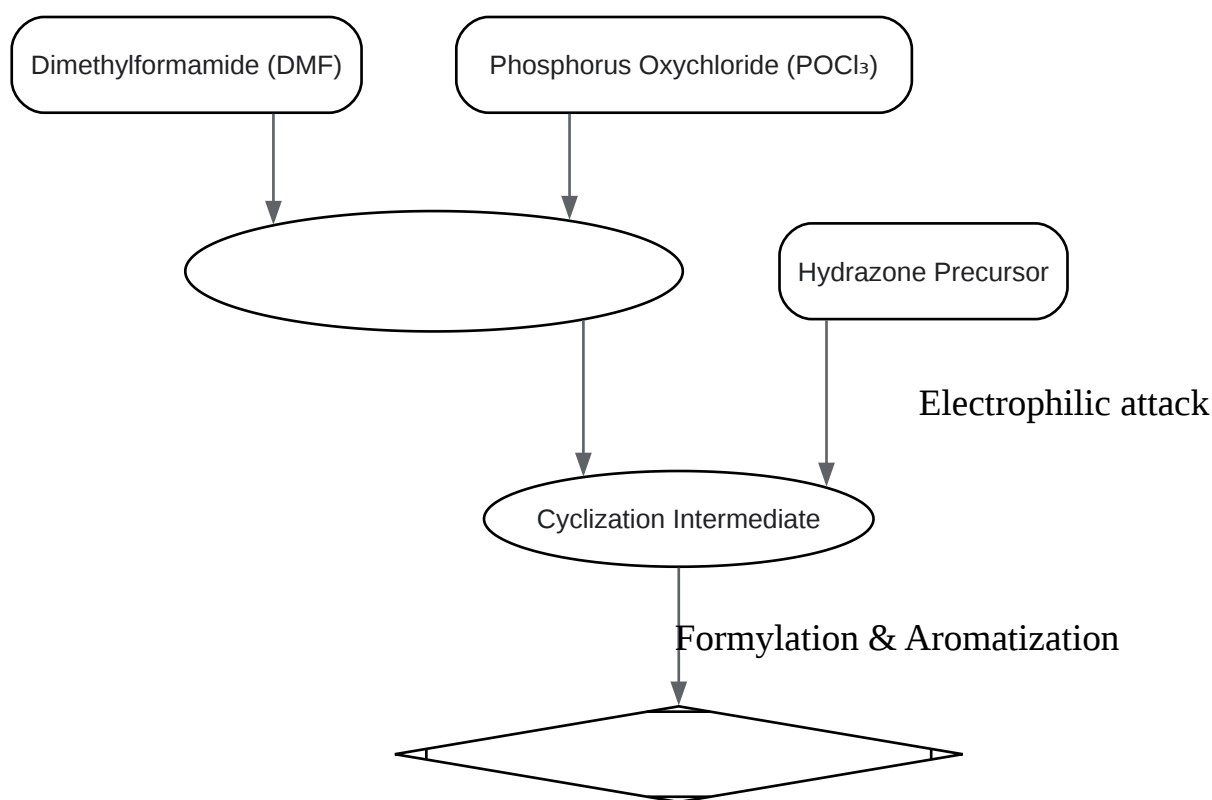 Dimethylformamide (DMF)
Phosphorus Oxychloride (POCl₃)
Hydrazone Precursor
Electrophilic attack
Cyclization Intermediate
Formylation & Aromatization